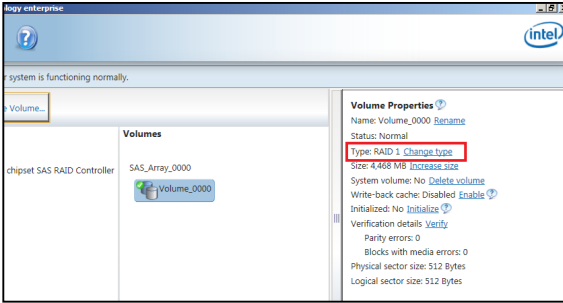 ology enterprise
intel
r system is functioning normally.
e Volume...
Volumes
chipset SAS RAID Controller
SAS_Array_0000
Volume_0000
Volume Properties
Name: Volume_0000 Rename
Status: Normal
Type: RAID 1 Change type
Size: 4,468 MB Increase size
System volume: No Delete volume
Write-back cache: Disabled Enable
Initialized: No Initialize
Verification details Verify
Parity errors: 0
Blocks with media errors: 0
Physical sector size: 512 Bytes
Logical sector size: 512 Bytes